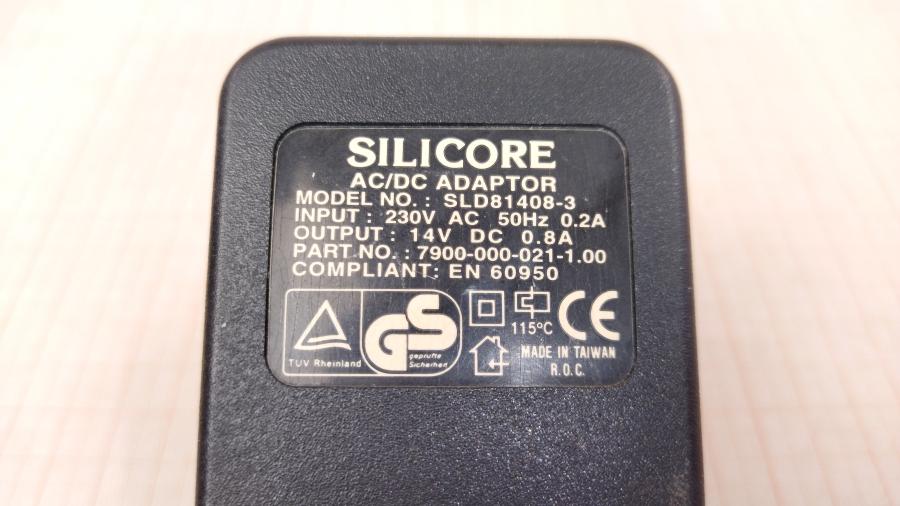 SILICORE
AC/DC ADAPTOR
MODEL NO. : SLD81408-3
INPUT : 230V AC 50Hz 0.2A
OUTPUT : 14V DC 0.8A
PART NO. : 7900-000-021-1.00
COMPLIANT: EN 60950
TUV Rheinland
GS
geprüfte
Sicherheit
115°C
CE
MADE IN TAIWAN
R.O.C.